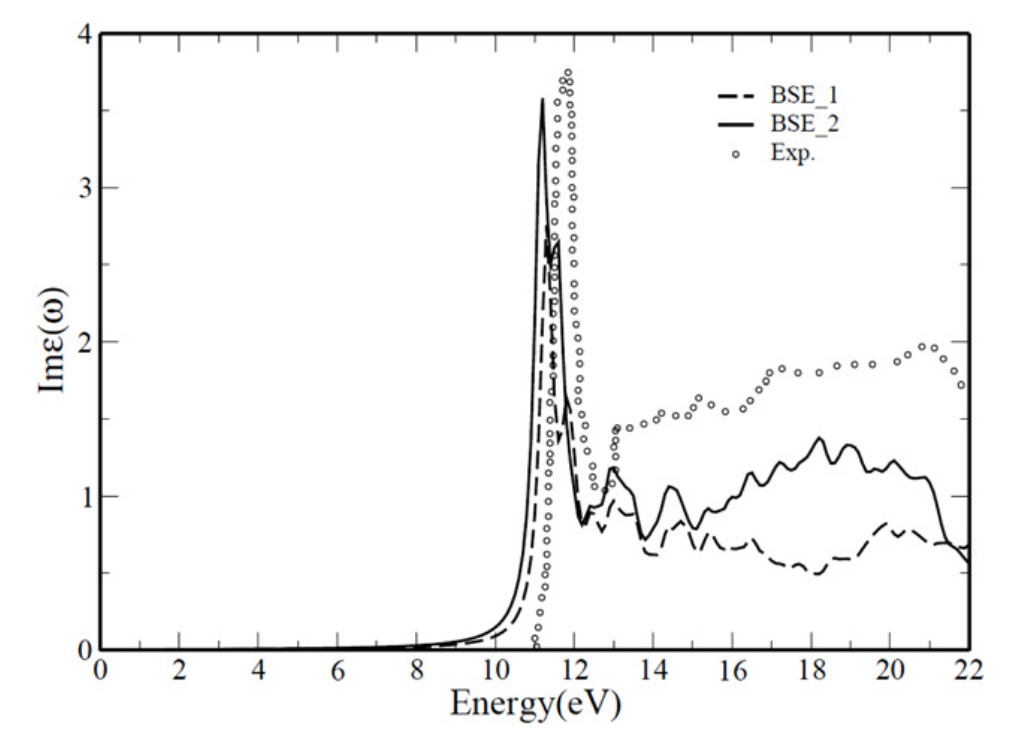 4
3
2
1
0
Imε(ω)
BSE_1
BSE_2
Exp.
0 2 4 6 8 10 12 14 16 18 20 22
Energy(eV)